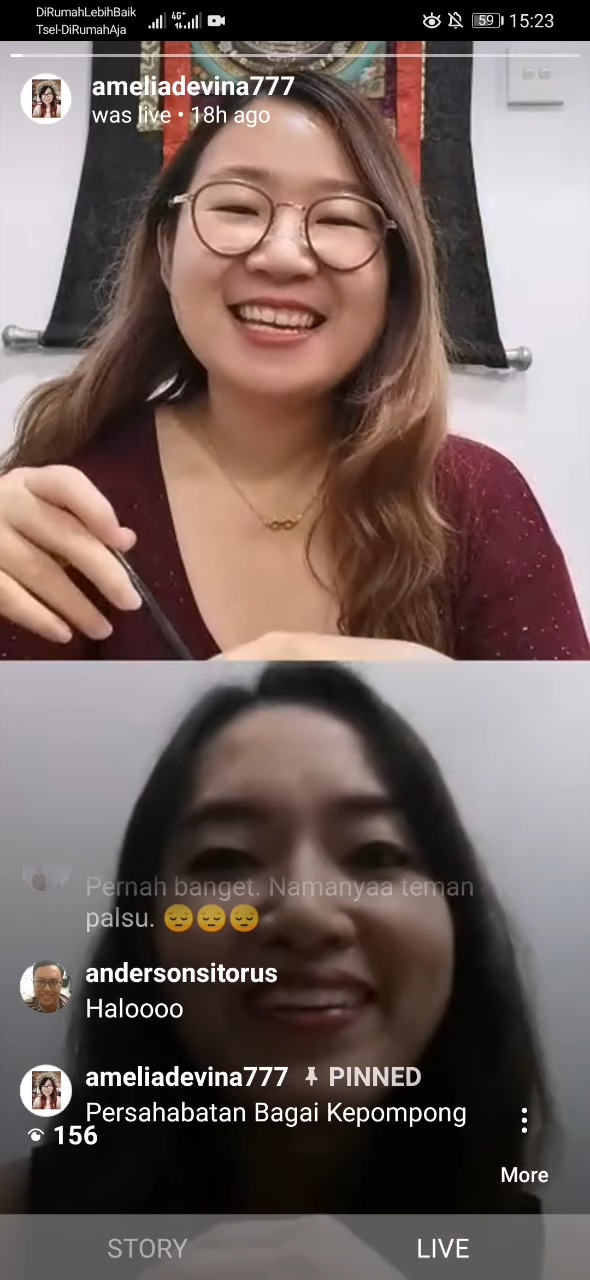 DiRumahLebihBaik
Tsel-DiRumahAja
4G+
59
15:23
ameliadevina777
was live • 18h ago
Pernah banget. Namanyaa teman
palsu. 😔😔😔
andersonsitorus
Haloooo
ameliadevina777 PINNED
Persahabatan Bagai Kepompong
156
More
STORY
LIVE